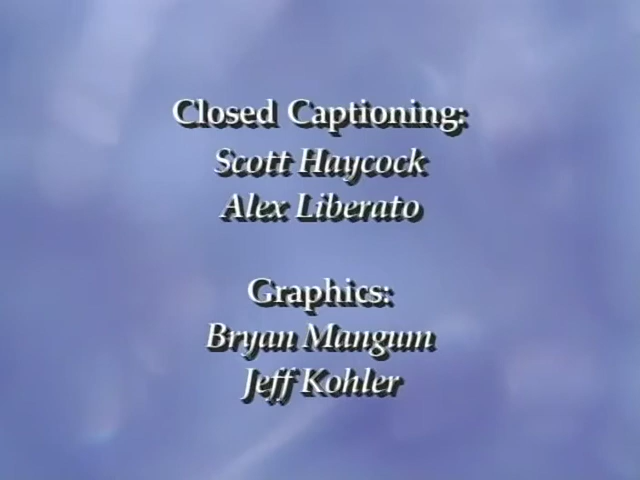 Closed Captioning:
Scott Haycock
Alex Liberato
Graphics:
Bryan Mangum
Jeff Kohler